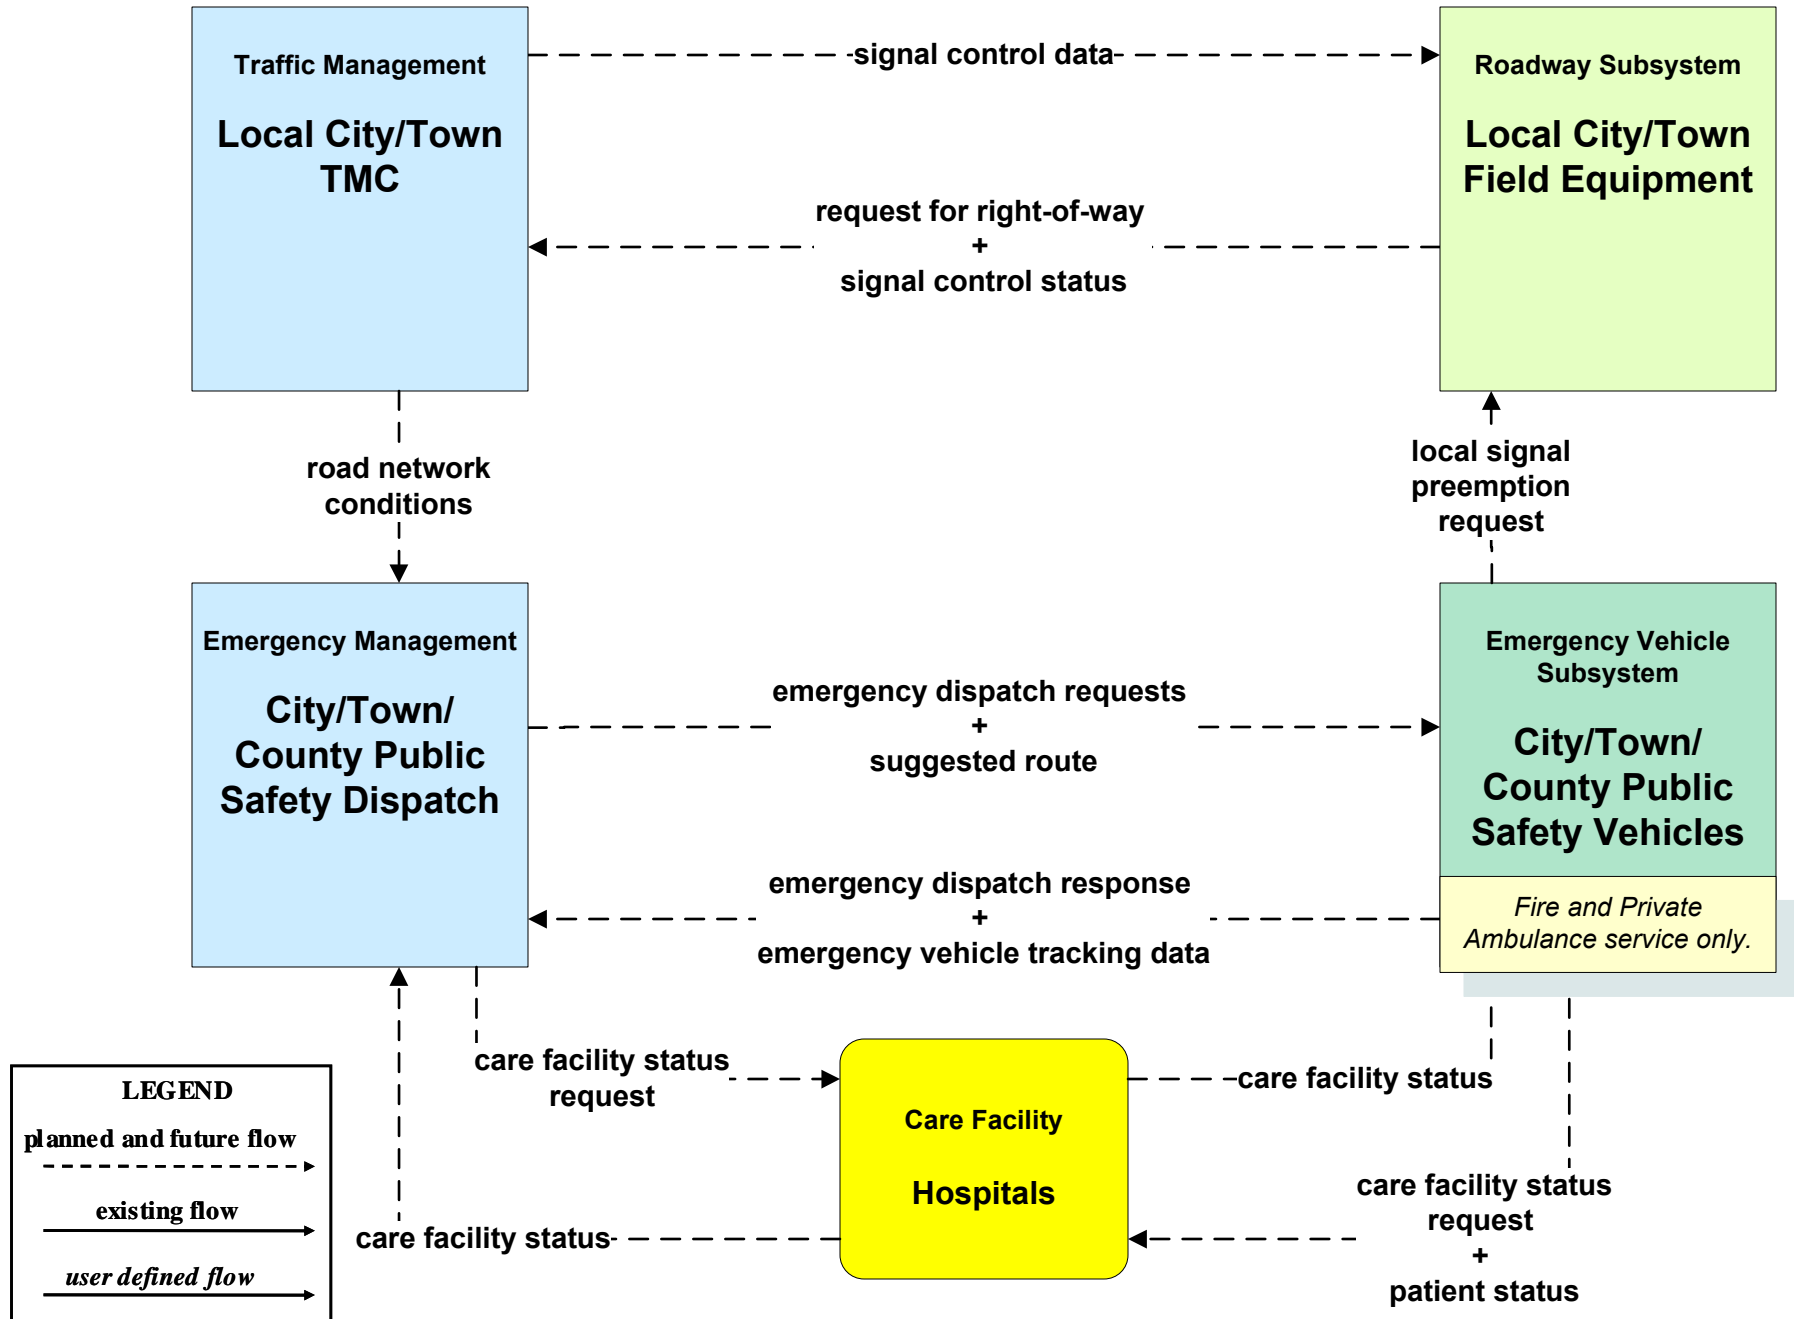 Traffic Management
Local City/Town
TMC
signal control data
Roadway Subsystem
Local City/Town
Field Equipment
request for right-of-way
+
signal control status
road network
conditions
local signal
preemption
request
Emergency Management
City/Town/
County Public
Safety Dispatch
emergency dispatch requests
+
suggested route
Emergency Vehicle
Subsystem
City/Town/
County Public
Safety Vehicles
Fire and Private
Ambulance service only.
emergency dispatch response
+
emergency vehicle tracking data
care facility status
request
Care Facility
Hospitals
care facility status
care facility status
care facility status
request
+
patient status
LEGEND
planned and future flow
existing flow
user defined flow